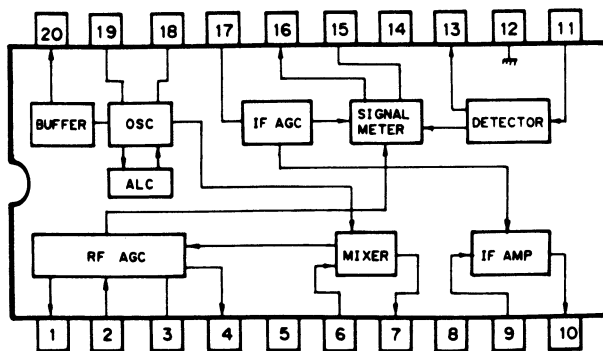 20 19 18 17 16 15 14 13 12 11
BUFFER OSC IF AGC SIGNAL METER DETECTOR
ALC
RF AGC MIXER IF AMP
1 2 3 4 5 6 7 8 9 10